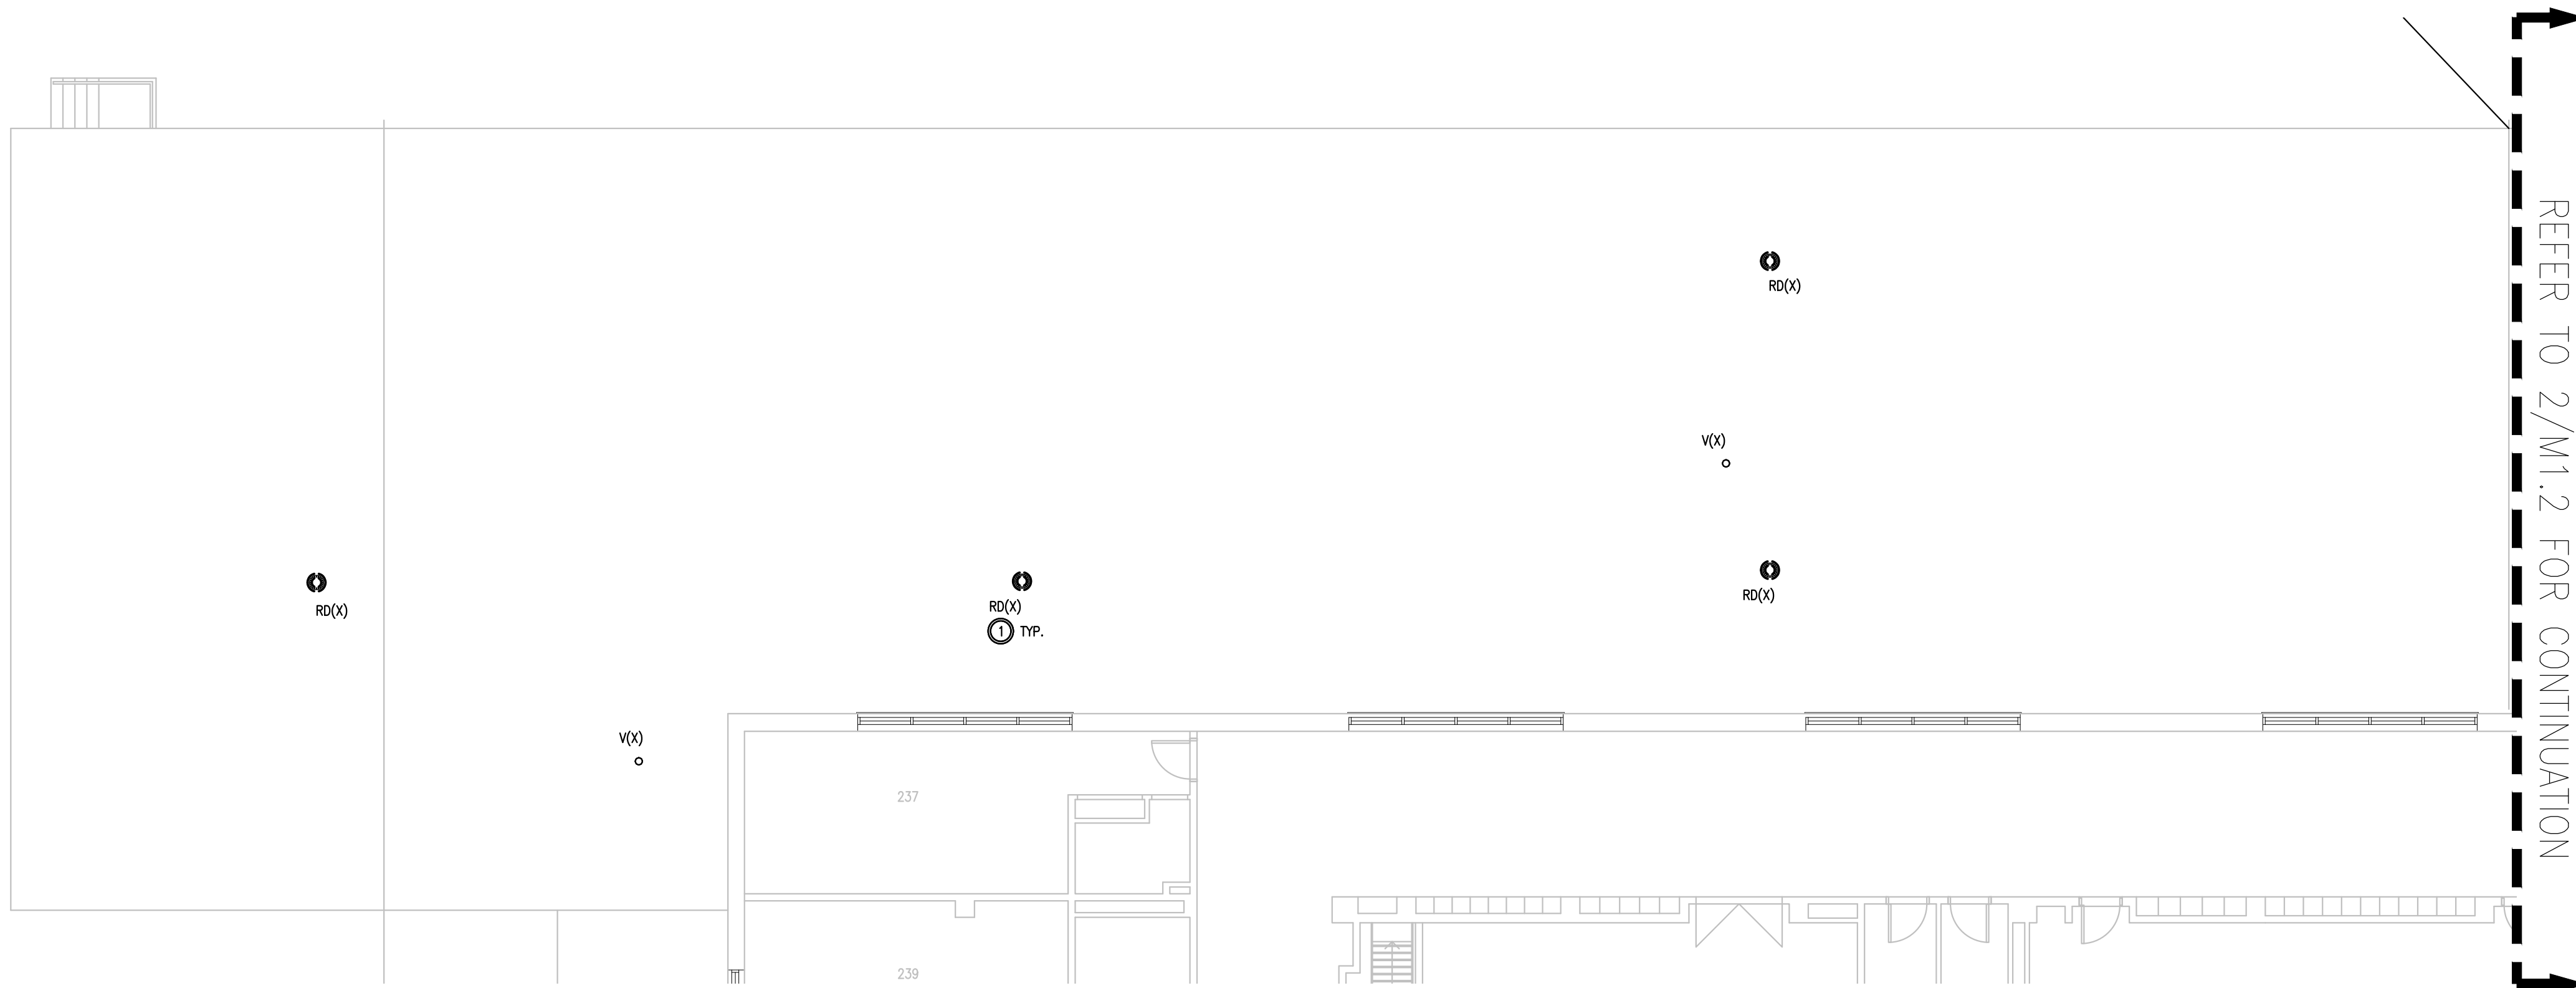 RD(X)
V(X)
RD(X)
RD(X)
1 TYP.
RD(X)
V(X)
237
239
REFER TO 2/M1.2 FOR CONTINUATION